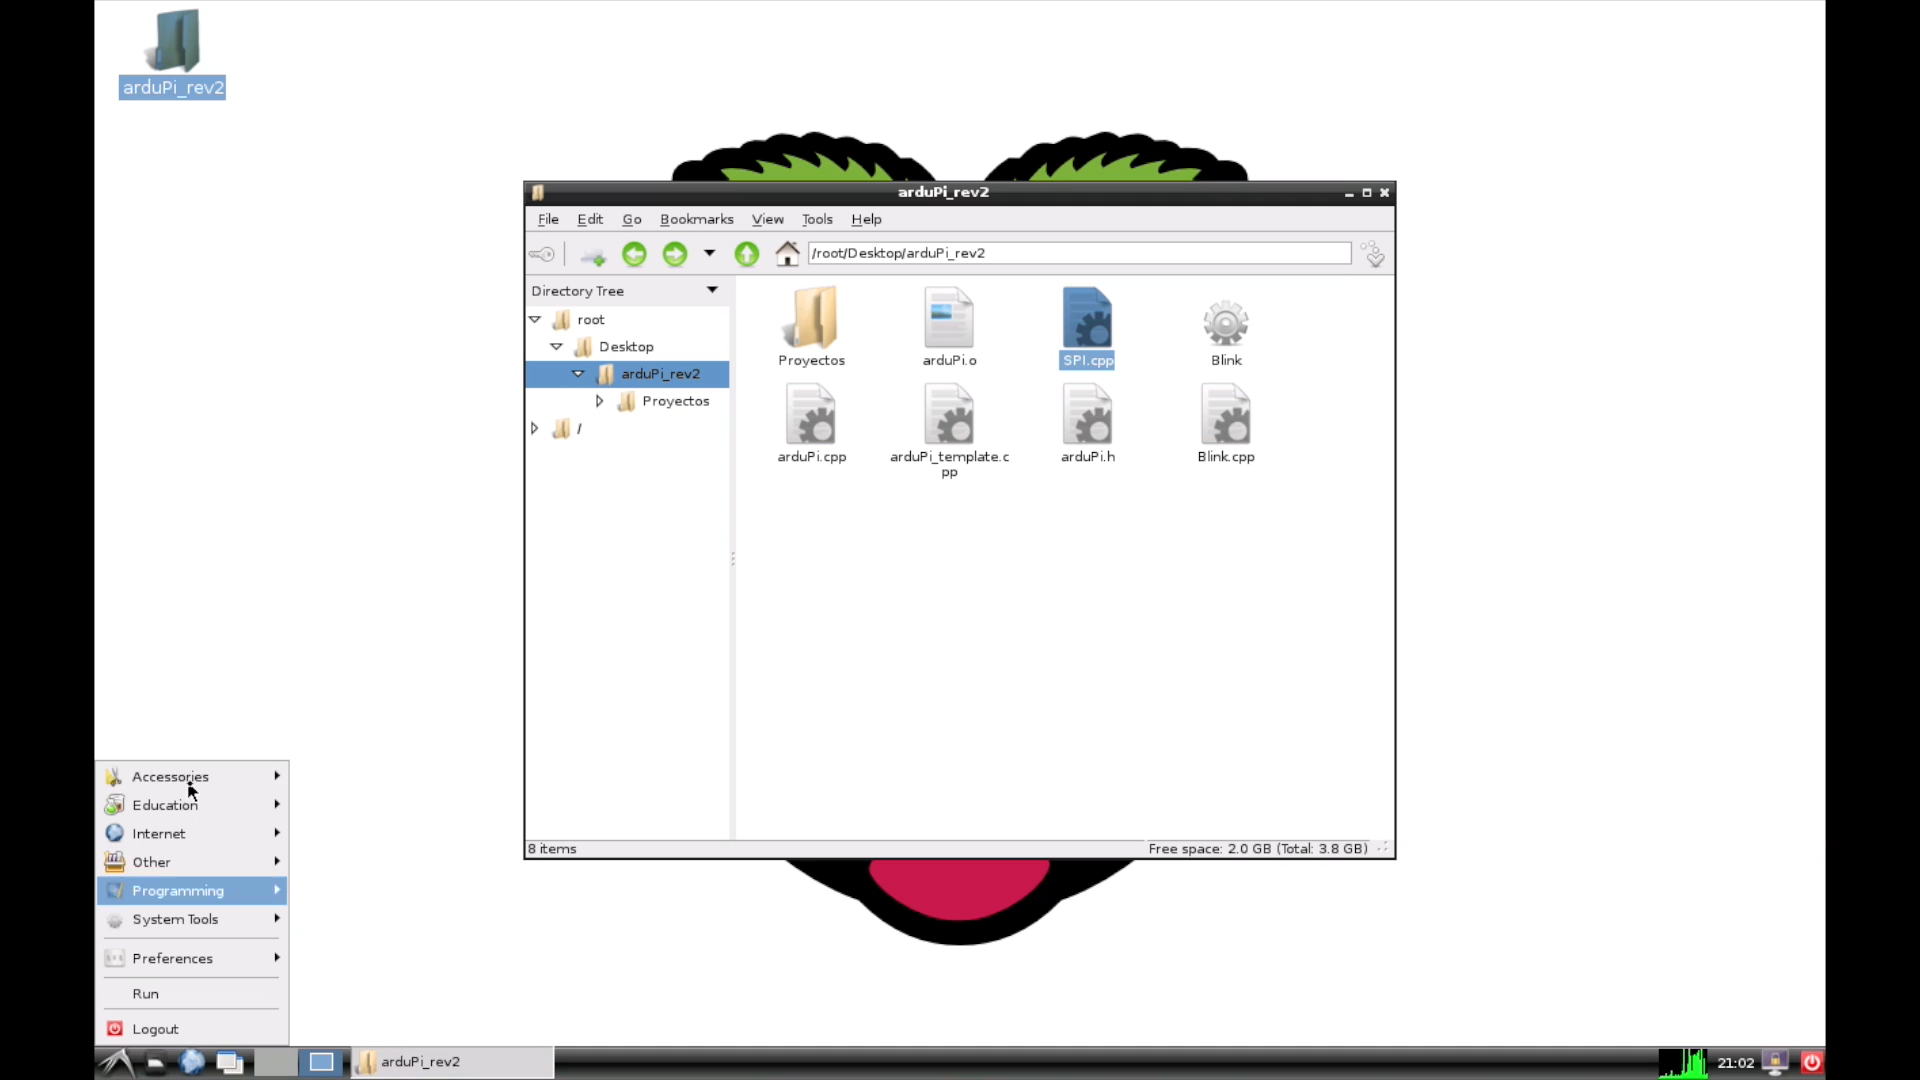 arduPi_rev2
arduPi_rev2
File Edit Go Bookmarks View Tools Help
/root/Desktop/arduPi_rev2
Directory Tree
root
Desktop
arduPi_rev2
Proyectos
/
Proyectos
arduPi.o
SPI.cpp
Blink
arduPi.cpp
arduPi_template.c
pp
arduPi.h
Blink.cpp
8 items
Free space: 2.0 GB (Total: 3.8 GB)
Accessories
Education
Internet
Other
Programming
System Tools
Preferences
Run
Logout
arduPi_rev2
21:02